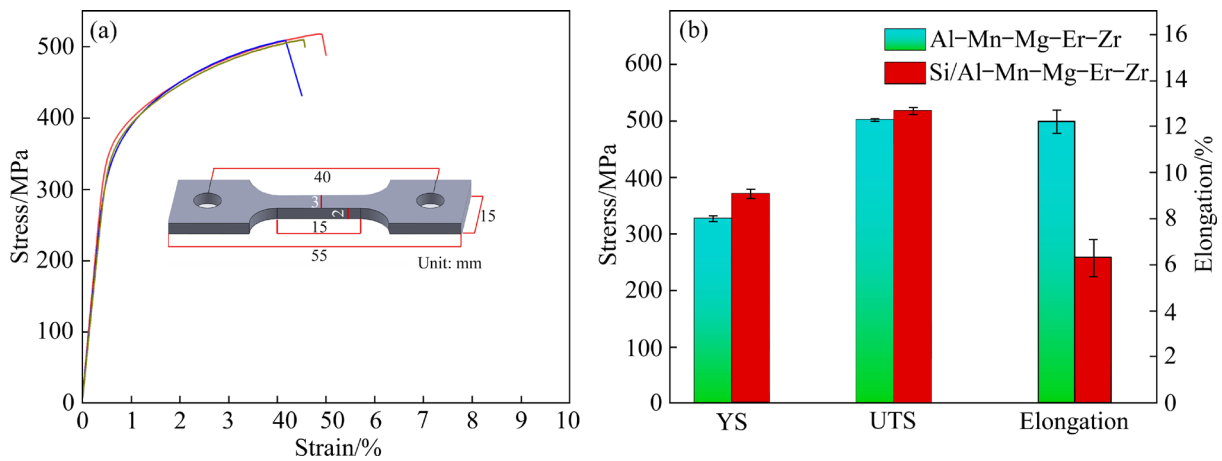 (a)
500
400
300
200
100
0
Stress/MPa
40
3
2
15
15
55
Unit: mm
0 1 2 3 40 5 6 7 8 9 10
Strain/%
(b)
Al−Mn−Mg−Er−Zr
Si/Al−Mn−Mg−Er−Zr
600
500
400
300
200
100
0
Strerss/MPa
16
14
12
10
8
6
4
2
0
Elongation/%
YS UTS Elongation